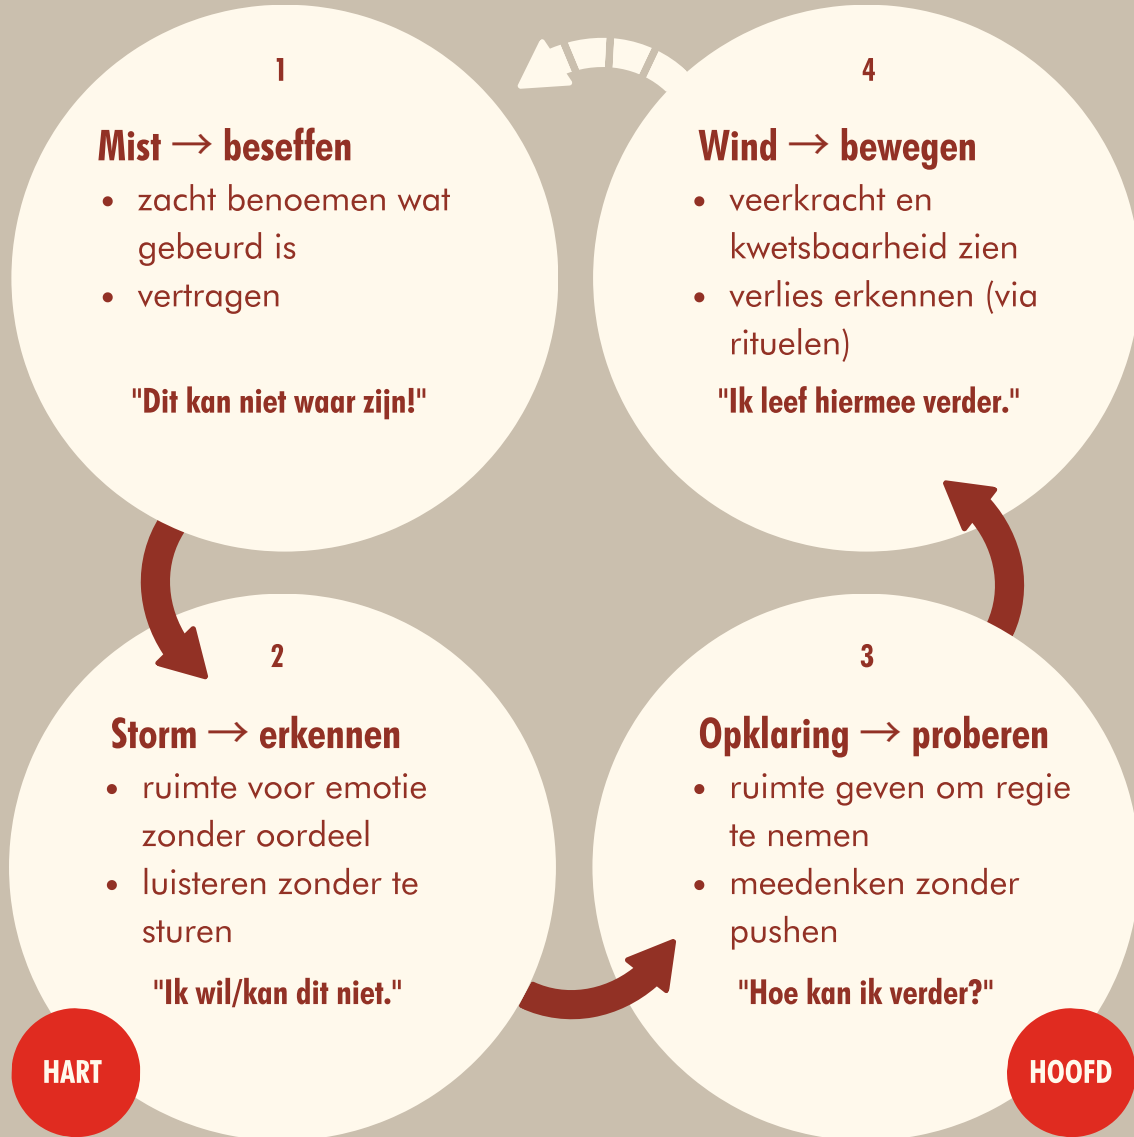 1
Mist → beseffen
• zacht benoemen wat
gebeurd is
• vertragen
"Dit kan niet waar zijn!"
2
Storm → erkennen
• ruimte voor emotie
zonder oordeel
• luisteren zonder te
sturen
"Ik wil/kan dit niet."
HART
3
Opklaring → proberen
• ruimte geven om regie
te nemen
• meedenken zonder
pushen
"Hoe kan ik verder?"
HOOFD
4
Wind → bewegen
• veerkracht en
kwetsbaarheid zien
• verlies erkennen (via
rituelen)
"Ik leef hiermee verder."